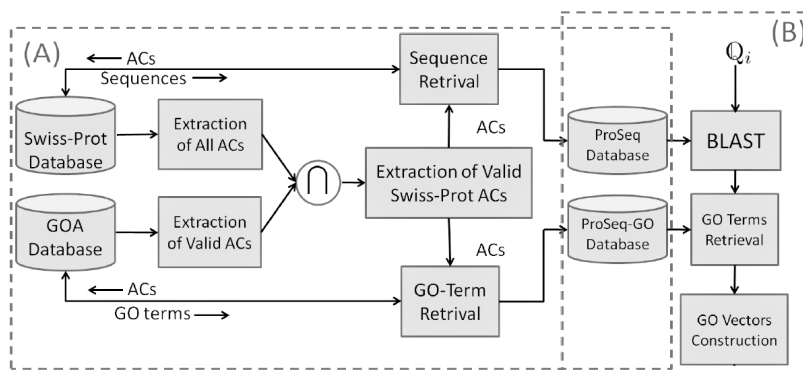 (A)
(B)
ACs
Sequences
Sequence
Retrival
ℚi
Swiss-Prot
Database
Extraction
of All ACs
ACs
ProSeq
Database
BLAST
⋂
Extraction of Valid
Swiss-Prot ACs
GOA
Database
Extraction
of Valid ACs
ACs
ProSeq-GO
Database
GO Terms
Retrieval
ACs
GO terms
GO-Term
Retrival
GO Vectors
Construction